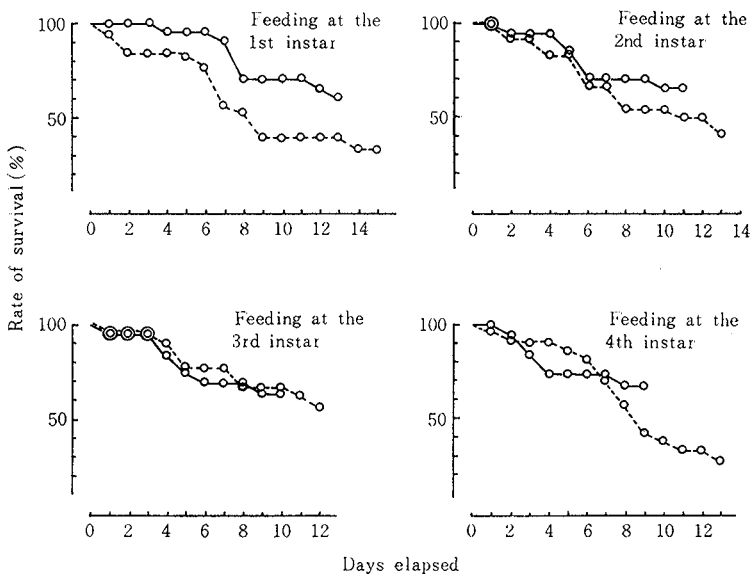 Feeding at the
1st instar
100
50
0 2 4 6 8 10 12 14
Feeding at the
2nd instar
100
50
0 2 4 6 8 10 12 14
Rate of survival (%)
Feeding at the
3rd instar
100
50
0 2 4 6 8 10 12
Feeding at the
4th instar
100
50
0 2 4 6 8 10 12
Days elapsed